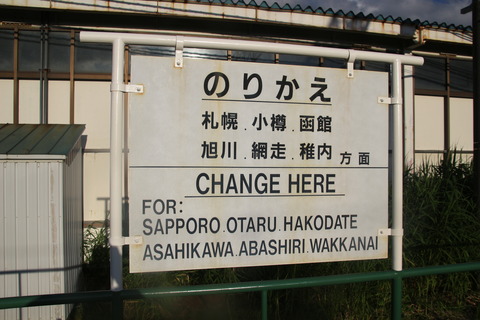 のりかえ
札幌.小樽.函館
旭川.網走.稚内 方面
CHANGE HERE
FOR:
SAPPORO.OTARU.HAKODATE
ASAHIKAWA.ABASHIRI.WAKKANAI